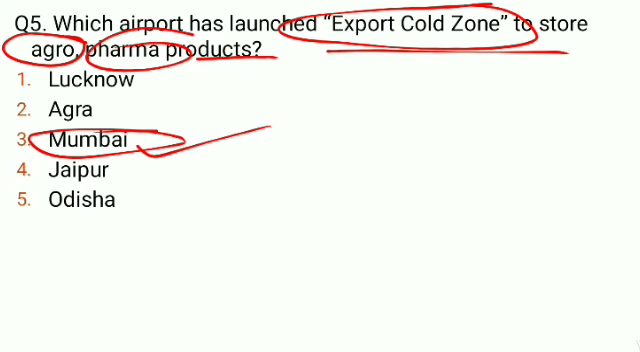 Q5. Which airport has launched “Export Cold Zone” to store
agro, pharma products?
1. Lucknow
2. Agra
3. Mumbai
4. Jaipur
5. Odisha